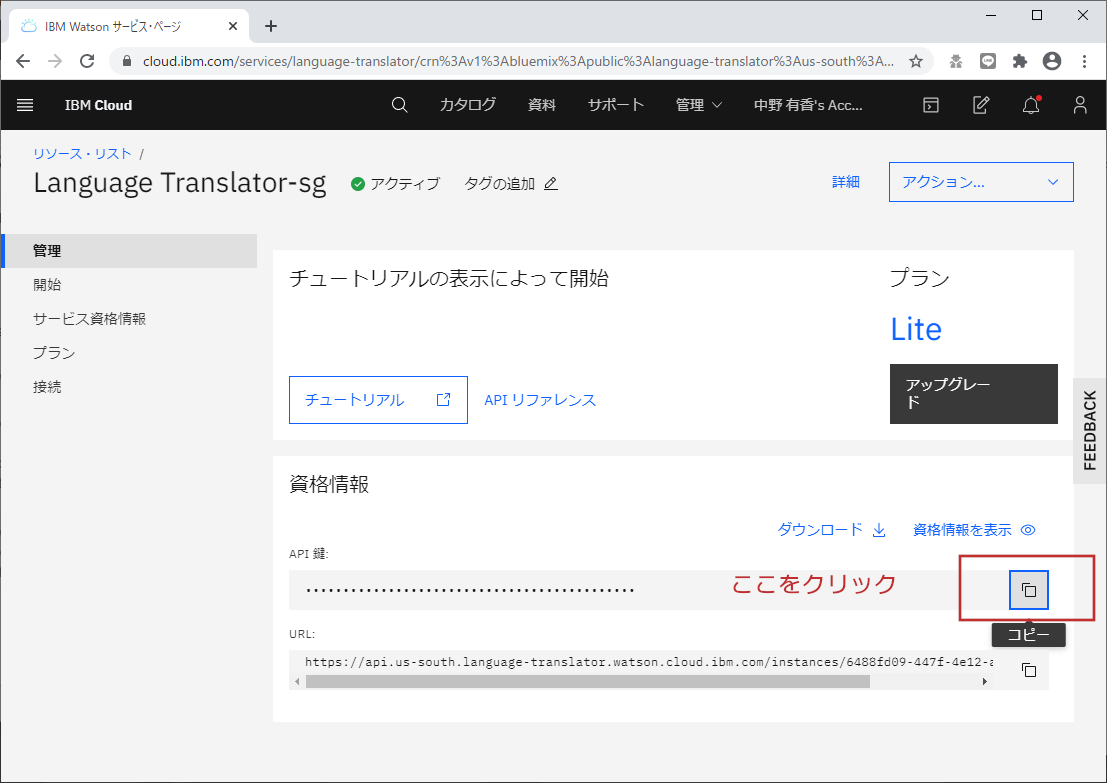 IBM Watson サービス・ページ
cloud.ibm.com/services/language-translator/crn%3Av1%3Abluemix%3Apublic%3Alanguage-translator%3Aus-south%3A...
IBM Cloud
カタログ
資料
サポート
管理
中野 有香's Acc...
リソース・リスト /
Language Translator-sg
アクティブ
タグの追加
詳細
アクション...
管理
開始
サービス資格情報
プラン
接続
チュートリアルの表示によって開始
チュートリアル
API リファレンス
プラン
Lite
アップグレー
ド
FEEDBACK
資格情報
ダウンロード
資格情報を表示
API 鍵:
ここをクリック
コピー
URL:
https://api.us-south.language-translator.watson.cloud.ibm.com/instances/6488fd09-447f-4e12-a